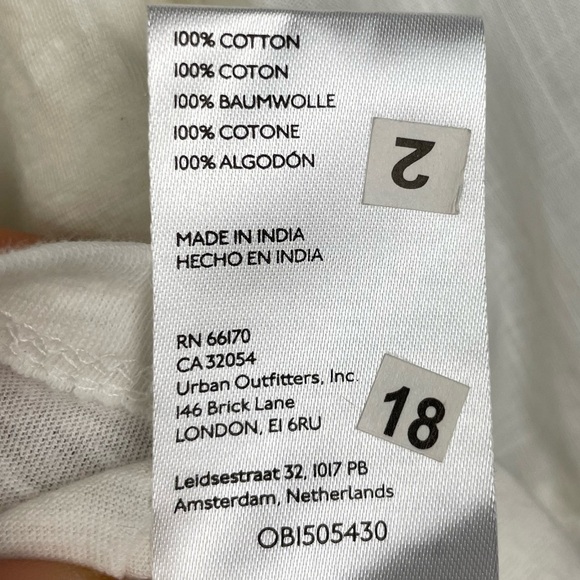 100% COTTON
100% COTON
100% BAUMWOLLE
100% COTONE
100% ALGODÓN
2
MADE IN INDIA
HECHO EN INDIA
RN 66170
CA 32054
Urban Outfitters, Inc.
146 Brick Lane
LONDON, E1 6RU
18
Leidsestraat 32, 1017 PB
Amsterdam, Netherlands
OB1505430